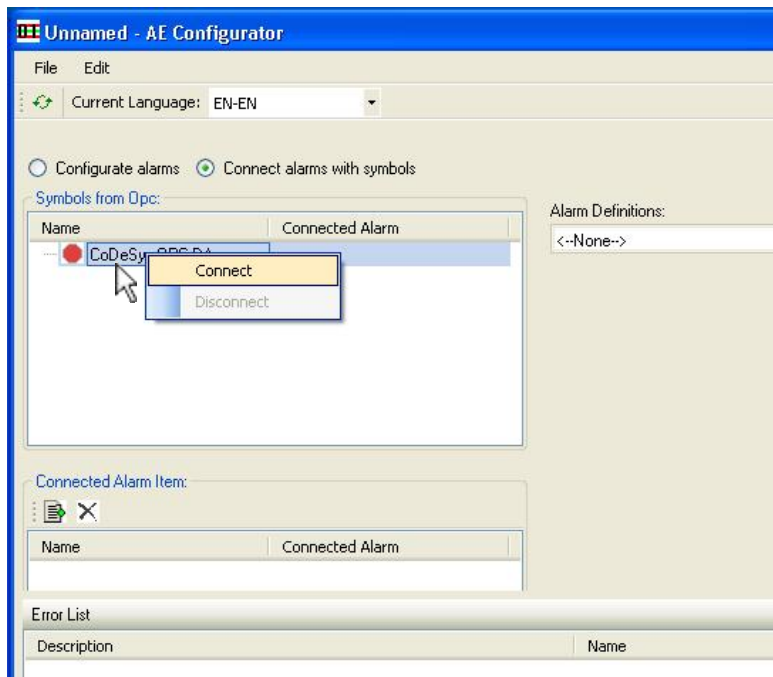 Unnamed - AE Configurator
File Edit
Current Language: EN-EN
Configurate alarms Connect alarms with symbols
Symbols from Opc:
Name Connected Alarm
Alarm Definitions:
<--None-->
Connect
Disconnect
Connected Alarm Item:
Name Connected Alarm
Error List
Description Name